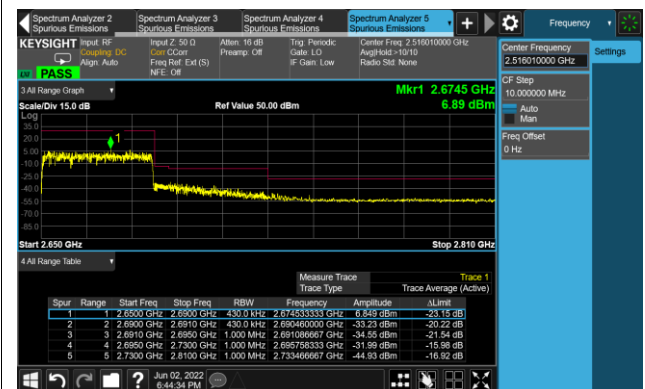 Spectrum Analyzer 2
Spurious Emissions
Spectrum Analyzer 3
Spurious Emissions
Spectrum Analyzer 4
Spurious Emissions
Spectrum Analyzer 5
Spurious Emissions
Frequency
KEYSIGHT
Input: RF
Coupling: DC
Align: Auto
Input Z: 50 Ω
Corr CCorr
Freq Ref: Ext (S)
NFE: Off
Atten: 16 dB
Preamp: Off
Trig: Periodic
Gate: LO
IF Gain: Low
Center Freq: 2.516010000 GHz
Avg|Hold:>10/10
Radio Std: None
PASS
Center Frequency
2.516010000 GHz
Settings
CF Step
10.000000 MHz
Auto
Man
Freq Offset
0 Hz
3 All Range Graph
Mkr1 2.6745 GHz
6.89 dBm
Scale/Div 15.0 dB
Ref Value 50.00 dBm
Log
35.0
20.0
5.00
-10.0
-25.0
-40.0
-55.0
-70.0
-85.0
1
Start 2.650 GHz
Stop 2.810 GHz
4 All Range Table
Measure Trace Trace 1
Trace Type Trace Average (Active)
Spur Range Start Freq Stop Freq RBW Frequency Amplitude ΔLimit
1 1 2.6500 GHz 2.6900 GHz 430.0 kHz 2.674533333 GHz 6.849 dBm -23.15 dB
2 2 2.6900 GHz 2.6910 GHz 430.0 kHz 2.690460000 GHz -33.23 dBm -20.22 dB
3 3 2.6910 GHz 2.6950 GHz 1.000 MHz 2.691086667 GHz -34.55 dBm -21.54 dB
4 4 2.6950 GHz 2.7300 GHz 1.000 MHz 2.695758333 GHz -31.99 dBm -15.98 dB
5 5 2.7300 GHz 2.8100 GHz 1.000 MHz 2.733466667 GHz -44.93 dBm -16.92 dB
Jun 02, 2022
6:44:34 PM